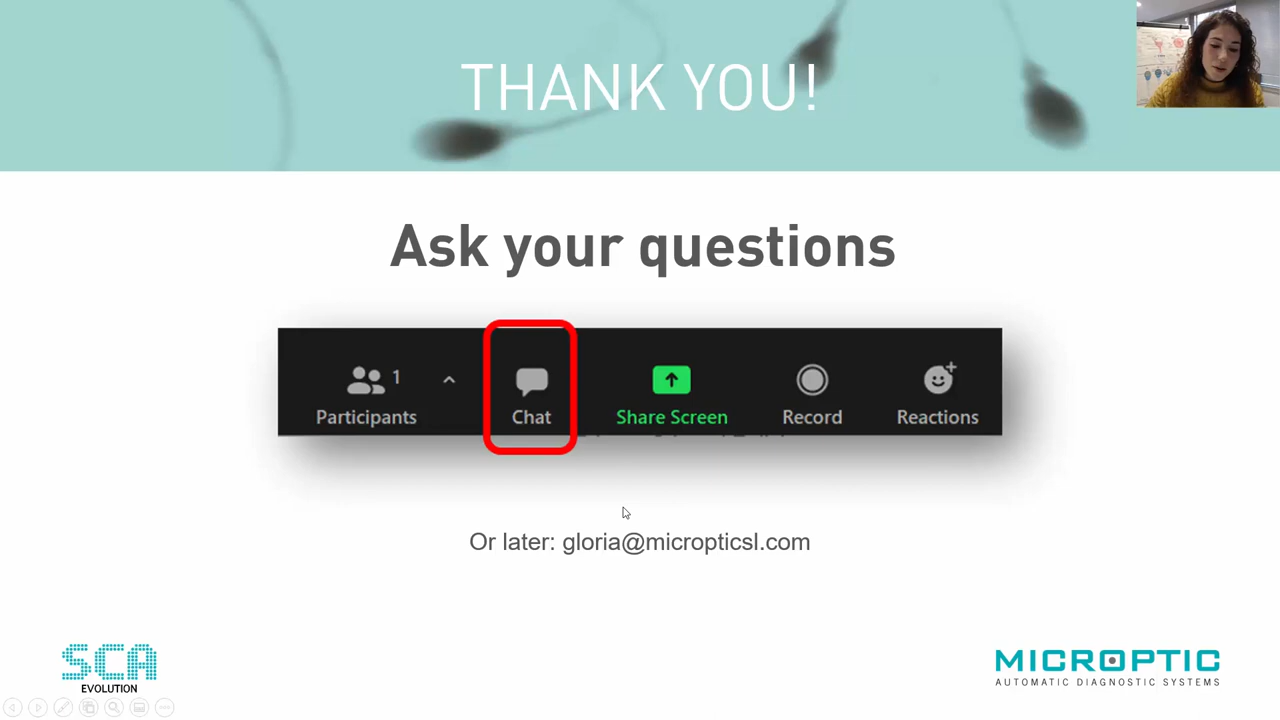 THANK YOU!
Ask your questions
1
Participants
Chat
Share Screen
Record
Reactions
Or later: gloria@micropticsl.com
SCA
EVOLUTION
MICROPTIC
AUTOMATIC DIAGNOSTIC SYSTEMS